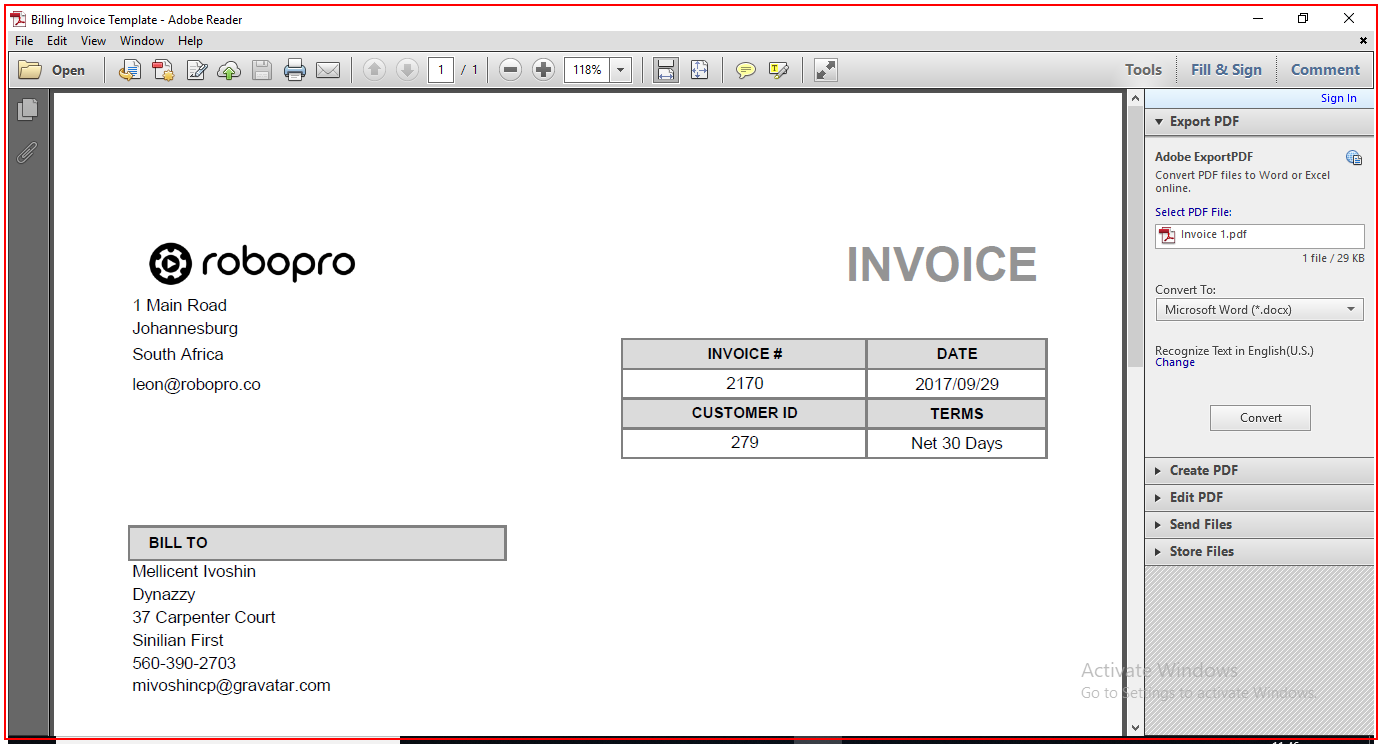 Billing Invoice Template - Adobe Reader
File Edit View Window Help
Open 1 / 1 118% Tools Fill & Sign Comment
Sign In
Export PDF
Adobe ExportPDF
Convert PDF files to Word or Excel
online.
Select PDF File:
Invoice 1.pdf
1 file / 29 KB
Convert To:
Microsoft Word (*.docx)
Recognize Text in English(U.S.)
Change
Convert
Create PDF
Edit PDF
Send Files
Store Files
robopro
INVOICE
1 Main Road
Johannesburg
South Africa
leon@robopro.co
INVOICE # DATE
2170 2017/09/29
CUSTOMER ID TERMS
279 Net 30 Days
BILL TO
Mellicent Ivoshin
Dynazzy
37 Carpenter Court
Sinilian First
560-390-2703
mivoshincp@gravatar.com
Activate Windows
Go to Settings to activate Windows.